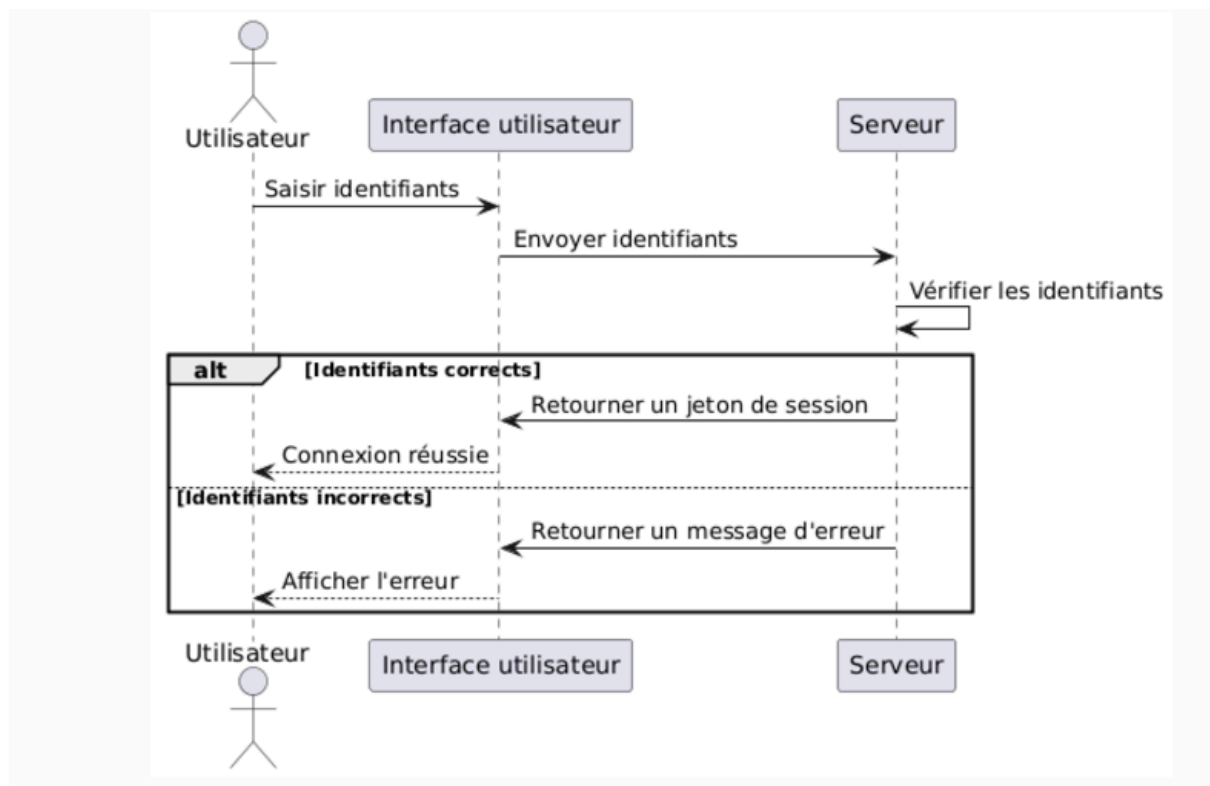 Utilisateur
Interface utilisateur
Serveur
Saisir identifiants
Envoyer identifiants
Vérifier les identifiants
alt
[Identifiants corrects]
Retourner un jeton de session
Connexion réussie
[Identifiants incorrects]
Retourner un message d'erreur
Afficher l'erreur
Utilisateur
Interface utilisateur
Serveur